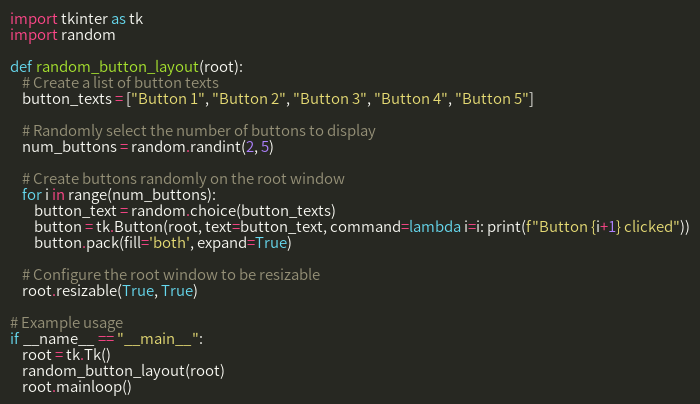 import tkinter as tk
import random

def random_button_layout(root):
    # Create a list of button texts
    button_texts = ["Button 1", "Button 2", "Button 3", "Button 4", "Button 5"]

    # Randomly select the number of buttons to display
    num_buttons = random.randint(2, 5)

    # Create buttons randomly on the root window
    for i in range(num_buttons):
        button_text = random.choice(button_texts)
        button = tk.Button(root, text=button_text, command=lambda i=i: print(f"Button {i+1} clicked"))
        button.pack(fill='both', expand=True)

    # Configure the root window to be resizable
    root.resizable(True, True)

# Example usage
if __name__ == "__main__":
    root = tk.Tk()
    random_button_layout(root)
    root.mainloop()